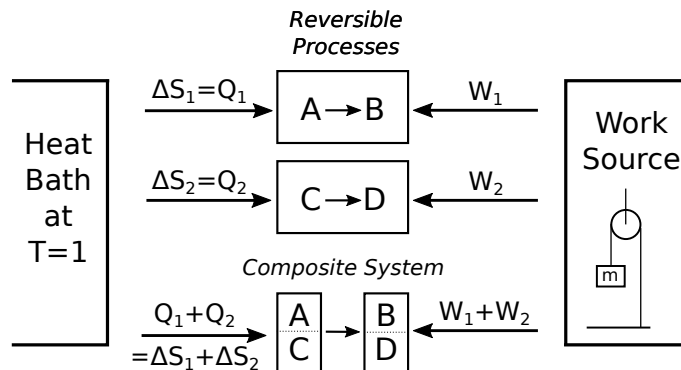 Reversible
Processes
Heat
Bath
at
T=1
ΔS₁=Q₁
A→B
W₁
Work
Source
m
ΔS₂=Q₂
C→D
W₂
Composite System
Q₁+Q₂
=ΔS₁+ΔS₂
A
C
→
B
D
W₁+W₂